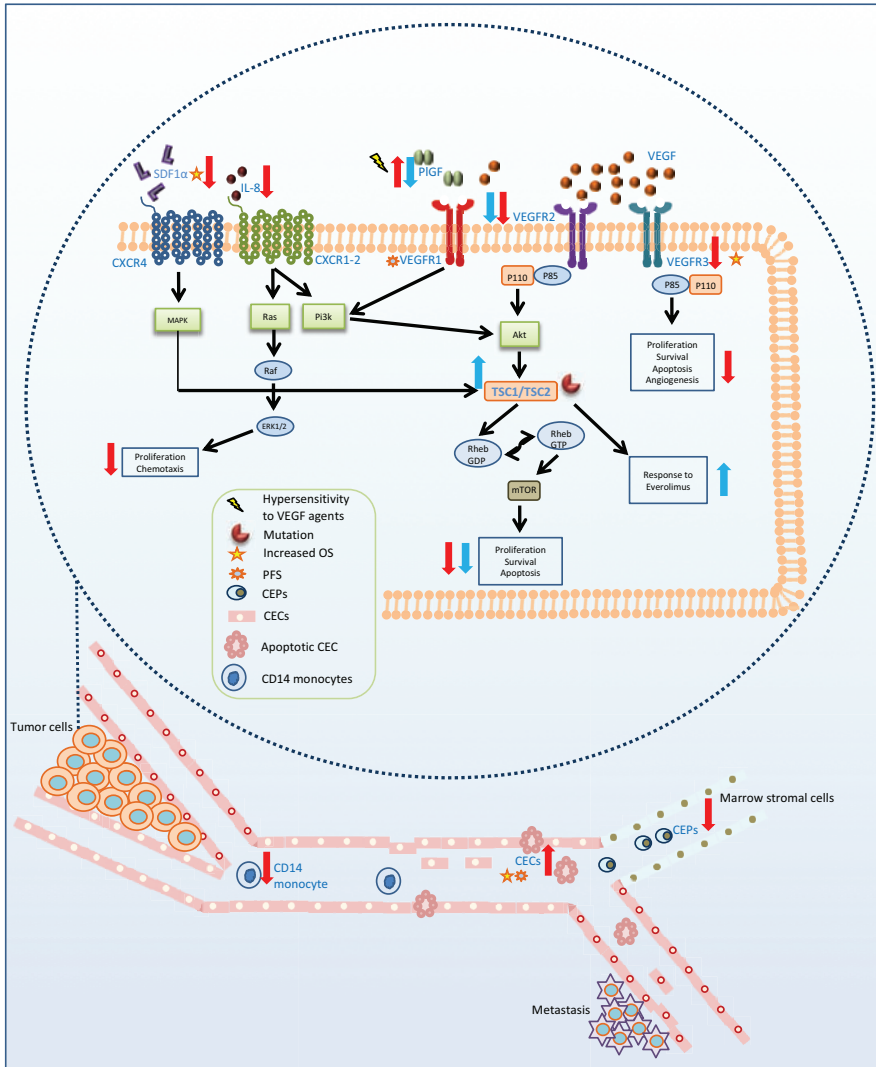 SDF1α
IL-8
PlGF
VEGF
VEGFR2
CXCR4
CXCR1-2
VEGFR1
VEGFR3
P110
P85
P85
P110
MAPK
Ras
Pi3k
Akt
Proliferation
Survival
Apoptosis
Angiogenesis
Raf
TSC1/TSC2
ERK1/2
Proliferation
Chemotaxis
Rheb
GDP
Rheb
GTP
mTOR
Response to
Everolimus
Proliferation
Survival
Apoptosis
Hypersensitivity
to VEGF agents
Mutation
Increased OS
PFS
CEPs
CECs
Apoptotic CEC
CD14 monocytes
Tumor cells
Marrow stromal cells
CEPs
CECs
CD14
monocyte
Metastasis